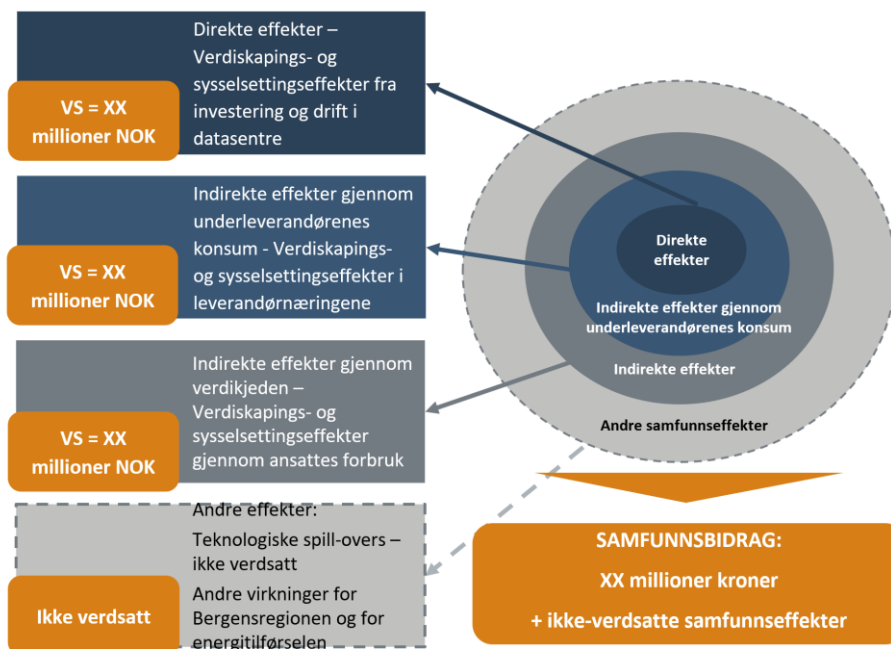 Direkte effekter –
Verdiskapings- og
sysselsettingseffekter fra
investering og drift i
datasentre
VS = XX
millioner NOK
Indirekte effekter gjennom
underleverandørenes
konsum - Verdiskapings-
og sysselsettingseffekter i
leverandørnæringene
VS = XX
millioner NOK
Indirekte effekter gjennom
verdikjeden –
Verdiskapings- og
sysselsettingseffekter
gjennom ansattes forbruk
VS = XX
millioner NOK
Andre effekter:
Teknologiske spill-overs –
ikke verdsatt
Andre virkninger for
Bergensregionen og for
energitilførselen
Ikke verdsatt
Direkte
effekter
Indirekte effekter gjennom
underleverandørenes konsum
Indirekte effekter
Andre samfunnseffekter
SAMFUNNSBIDRAG:
XX millioner kroner
+ ikke-verdsatte samfunnseffekter